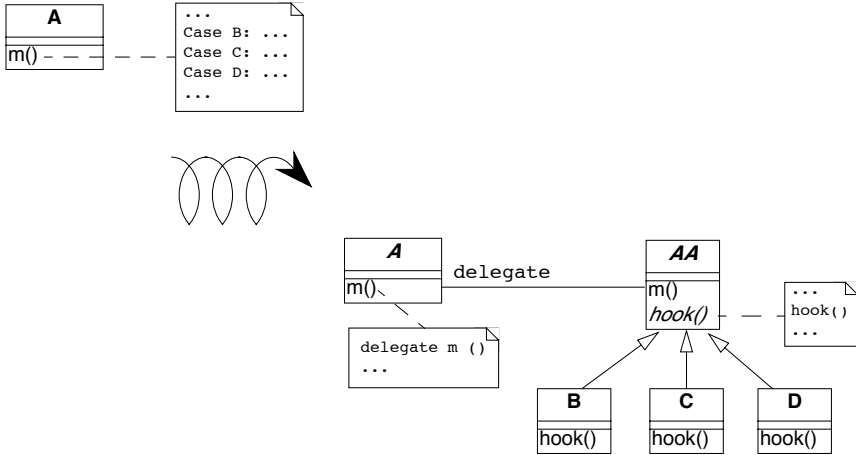 A
m()
...
Case B: ...
Case C: ...
Case D: ...
...
A
m()
delegate
AA
m()
hook()
...
hook()
...
delegate m ()
...
B
hook()
C
hook()
D
hook()